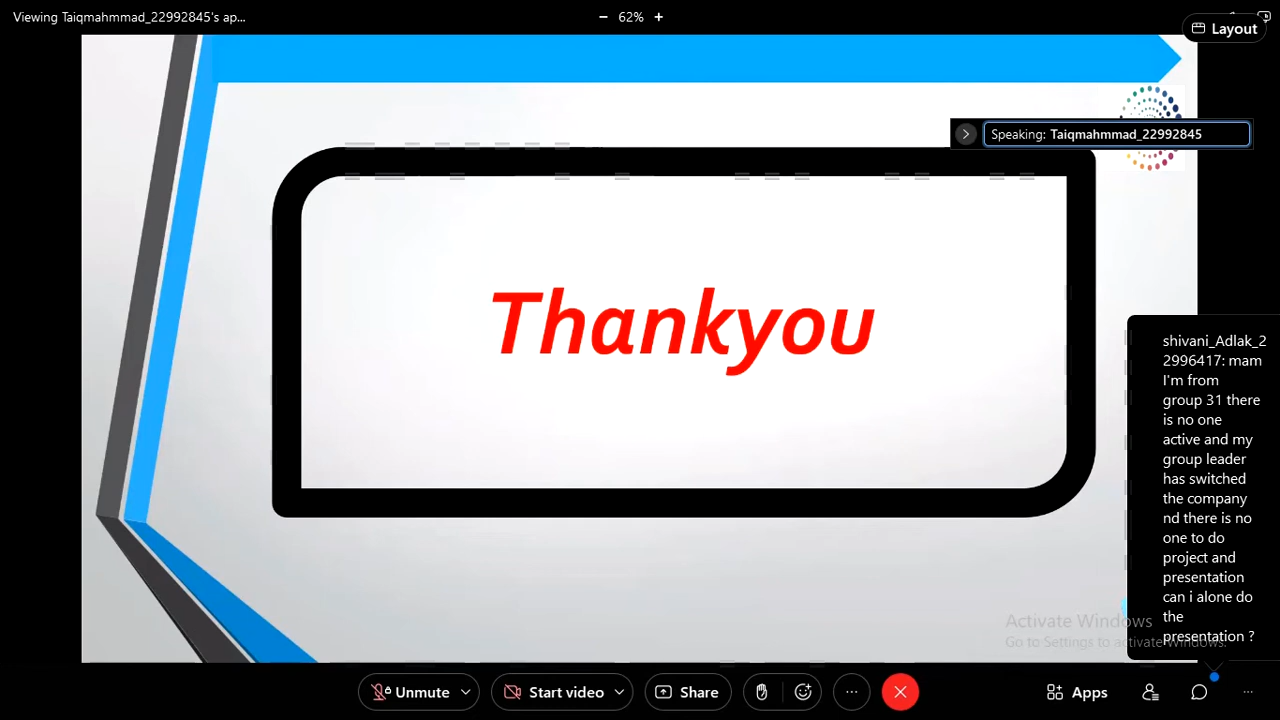 Viewing Taiqmahmmad_22992845's ap...
− 62% +
Layout
Speaking: Taiqmahmmad_22992845
Thankyou
shivani_Adlak_2
2996417: mam
I'm from
group 31 there
is no one
active and my
group leader
has switched
the company
nd there is no
one to do
project and
presentation
can i alone do
the
presentation ?
Activate Windows
Go to Settings to activate Windows.
Unmute
Start video
Share
Apps